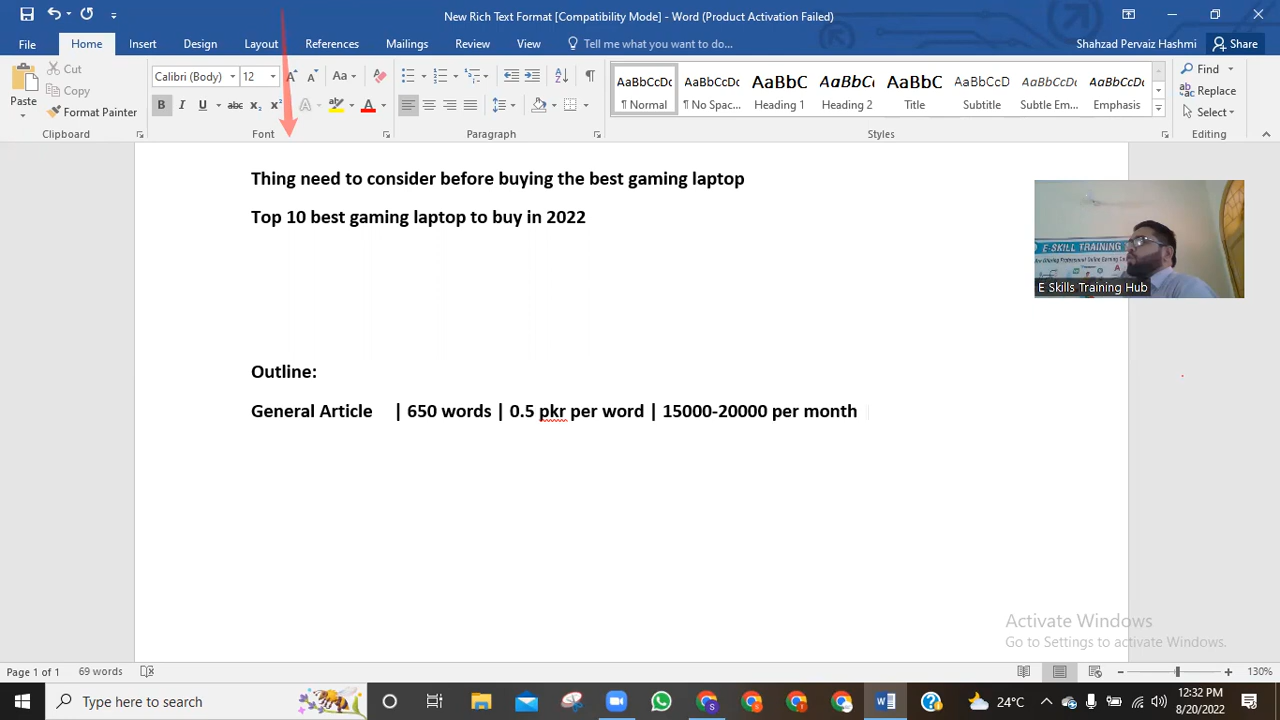 New Rich Text Format [Compatibility Mode] - Word (Product Activation Failed)
File Home Insert Design Layout References Mailings Review View Tell me what you want to do... Shahzad Pervaiz Hashmi Share
Paste
Cut
Copy
Format Painter
Clipboard
Calibri (Body) 12 Aa
B I U abc X₂ X² A A
Font
Paragraph
AaBbCcDc AaBbCcDc AaBbC AaBbCc AaBbC AaBbCcD AaBbCcDc AaBbCcDc
¶ Normal ¶ No Spac... Heading 1 Heading 2 Title Subtitle Subtle Em... Emphasis
Styles
Find
Replace
Select
Editing
Thing need to consider before buying the best gaming laptop
Top 10 best gaming laptop to buy in 2022
E-SKILL TRAINING
E Skills Training Hub
Outline:
General Article | 650 words | 0.5 pkr per word | 15000-20000 per month
Activate Windows
Go to Settings to activate Windows.
Page 1 of 1 69 words 130%
Type here to search
24°C
12:32 PM
8/20/2022